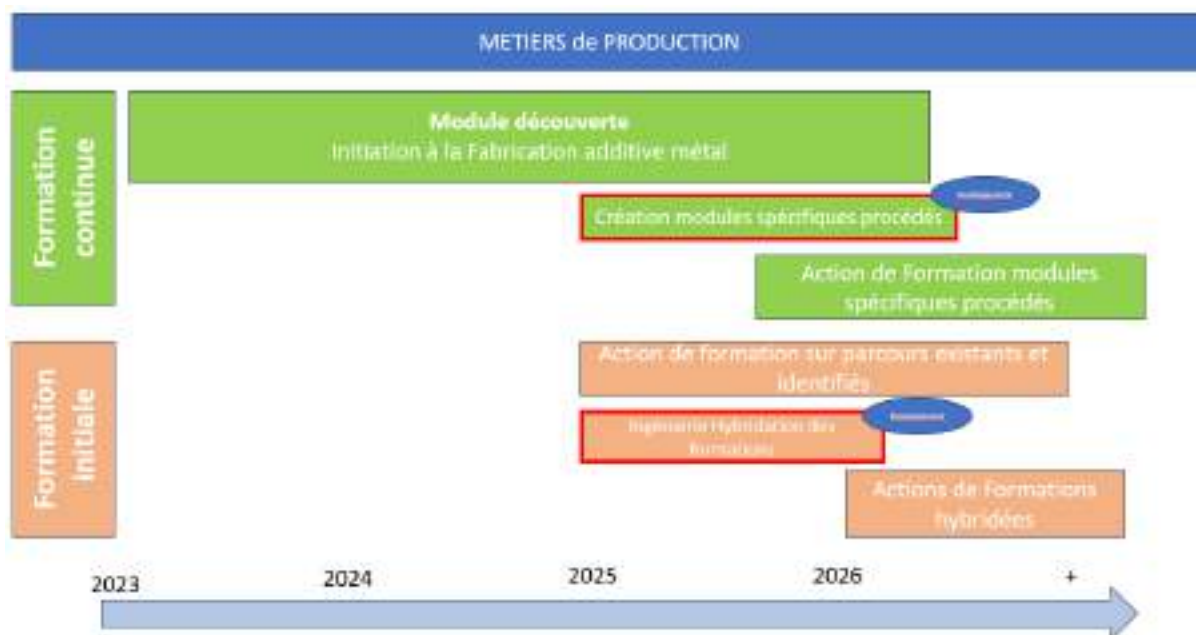 METIERS de PRODUCTION
Formation
continue
Module découverte
Initiation à la Fabrication additive métal
Création modules spécifiques procédés
Action de Formation modules
spécifiques procédés
Formation
initiale
Action de formation sur parcours existants et
identifiés
Ingénierie Hybridation des
formations
Actions de Formations
hybridées
2023
2024
2025
2026
+